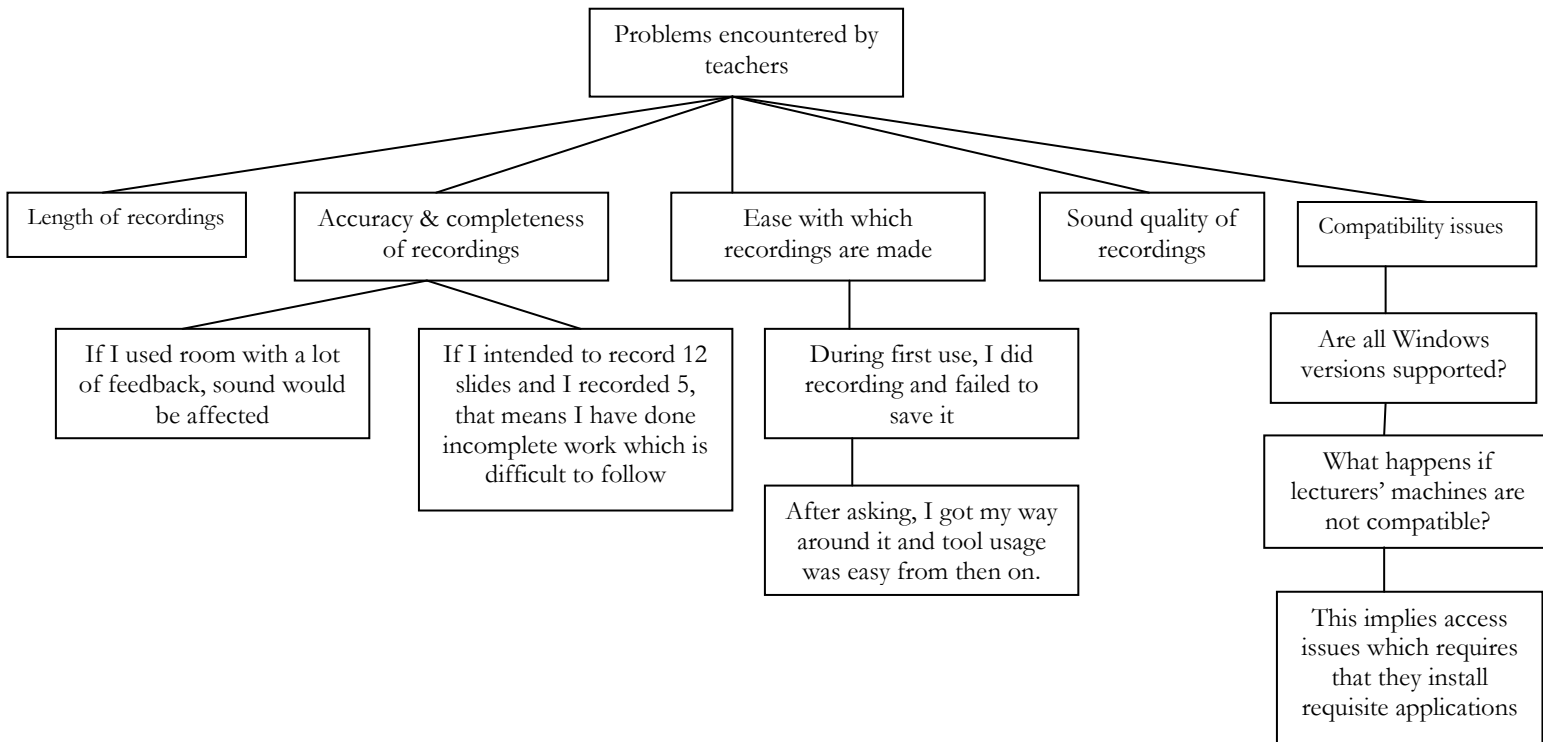 Problems encountered by
teachers
Length of recordings
Accuracy & completeness
of recordings
Ease with which
recordings are made
Sound quality of
recordings
Compatibility issues
If I used room with a lot
of feedback, sound would
be affected
If I intended to record 12
slides and I recorded 5,
that means I have done
incomplete work which is
difficult to follow
During first use, I did
recording and failed to
save it
After asking, I got my way
around it and tool usage
was easy from then on.
Are all Windows
versions supported?
What happens if
lecturers’ machines are
not compatible?
This implies access
issues which requires
that they install
requisite applications